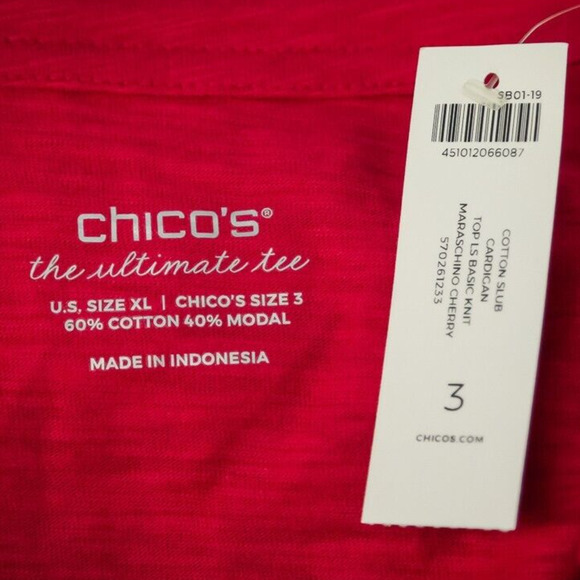 chico's®
the ultimate tee
U.S. SIZE XL | CHICO'S SIZE 3
60% COTTON 40% MODAL
MADE IN INDONESIA
SB01-19
451012066087
COTTON SLUB
CARDIGAN
TOP LS BASIC KNIT
MARASCHINO CHERRY
570261233
3
CHICOS.COM